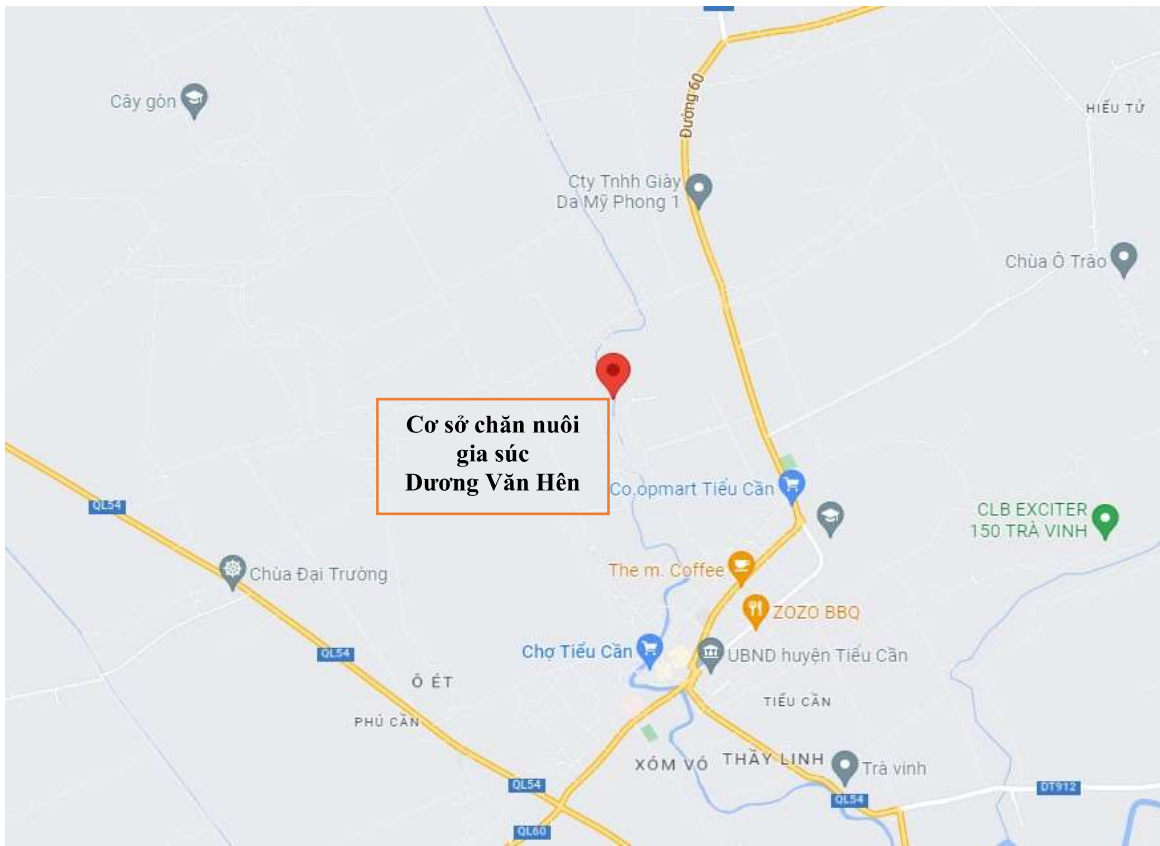 Cây gòn
Đường 60
HIẾU TỬ
Cty Tnhh Giày
Da Mỹ Phong 1
Chùa Ô Trào
Cơ sở chăn nuôi
gia súc
Dương Văn Hên
QL54
Co.opmart Tiểu Cần
CLB EXCITER
150 TRÀ VINH
Chùa Đại Trường
The m. Coffee
ZOZO BBQ
QL54
Chợ Tiểu Cần
UBND huyện Tiểu Cần
Ô ÉT
TIỂU CẦN
PHÚ CẦN
XÓM VÓ
THẦY LINH
Trà vinh
QL54
QL54
DT912
QL60